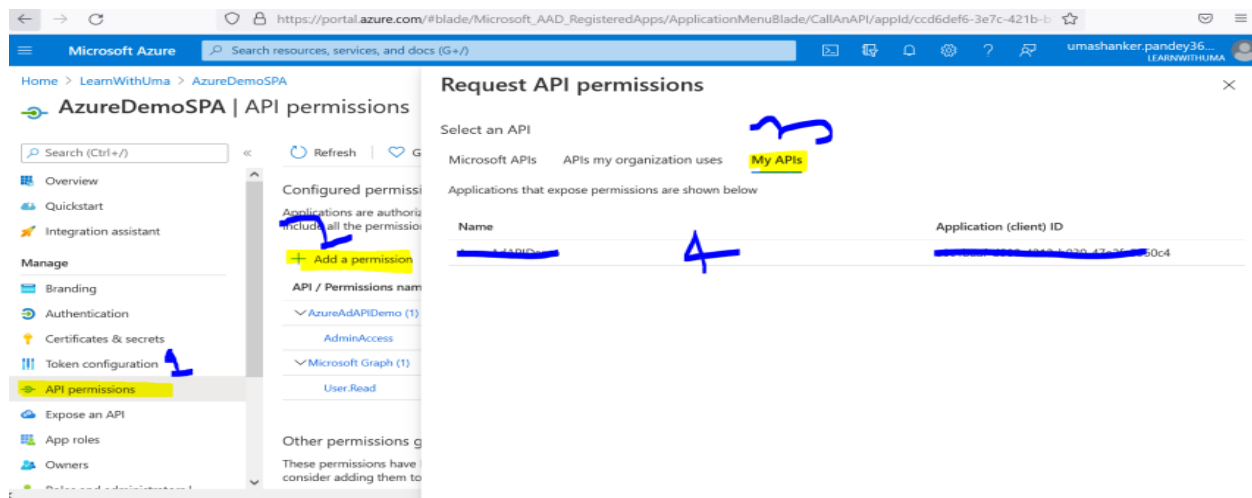 https://portal.azure.com/#blade/Microsoft_AAD_RegisteredApps/ApplicationMenuBlade/CallAnAPI/appId/ccd6def6-3e7c-421b-b
Microsoft Azure
Search resources, services, and docs (G+/)
umashanker.pandey36...
LEARNWITHUMA
Home > LearnWithUma > AzureDemoSPA
AzureDemoSPA | API permissions
Search (Ctrl+/)
Overview
Quickstart
Integration assistant
Manage
Branding
Authentication
Certificates & secrets
Token configuration
1
API permissions
Expose an API
App roles
Owners
Refresh
G
Configured permissi
Applications are authoriz
include all the permission
2
+ Add a permission
API / Permissions nam
AzureAdAPIDemo (1)
AdminAccess
Microsoft Graph (1)
User.Read
Other permissions g
These permissions have
consider adding them to
Request API permissions
Select an API
3
Microsoft APIs APIs my organization uses My APIs
Applications that expose permissions are shown below
Name Application (client) ID
4
50c4